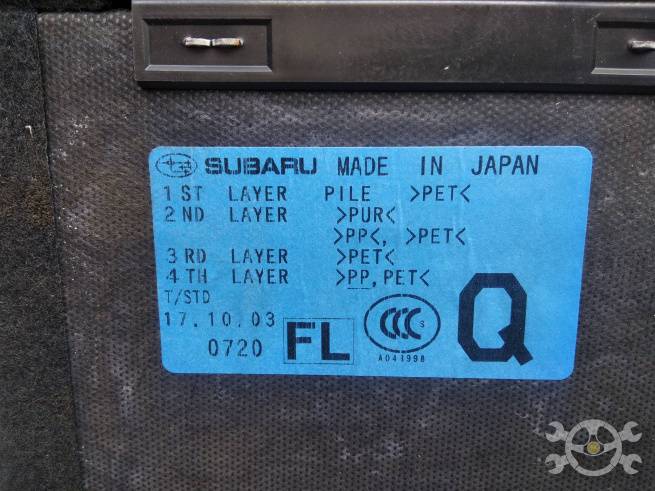 SUBARU MADE IN JAPAN
1 ST LAYER PILE >PET<
2 ND LAYER >PUR<
>PP<, >PET<
3 RD LAYER >PET<
4 TH LAYER >PP, PET<
T/STD
17.10.03
0720 FL CCC S Q
A041998